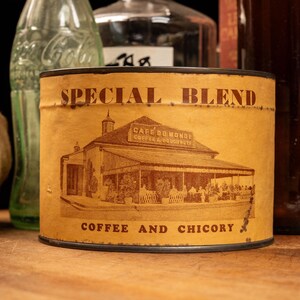 Coca-Cola
SPECIAL BLEND
CAFE DU MONDE
COFFEE AND CHICORY